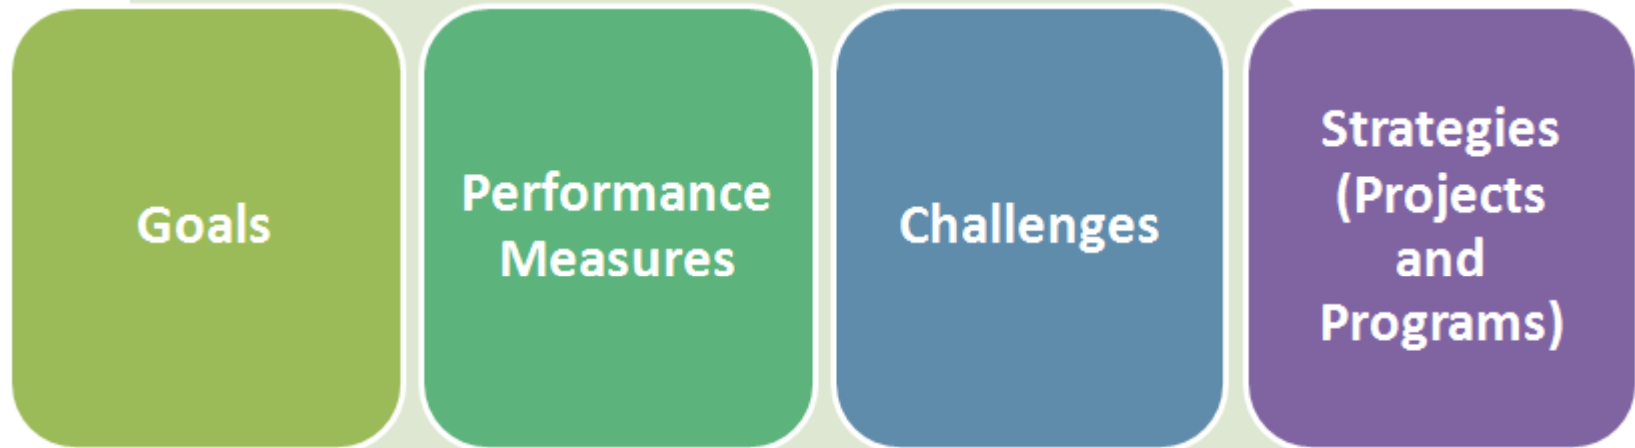 Goals
Performance
Measures
Challenges
Strategies
(Projects
and
Programs)